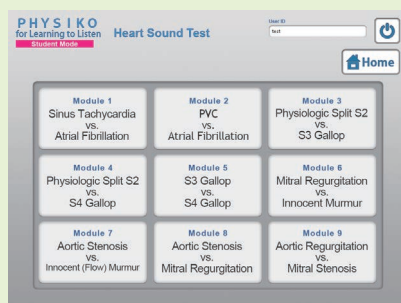 PHYSIKO
for Learning to Listen
Student Mode
Heart Sound Test
User ID
test
Home
Module 1
Sinus Tachycardia
vs.
Atrial Fibrillation
Module 2
PVC
vs.
Atrial Fibrillation
Module 3
Physiologic Split S2
vs.
S3 Gallop
Module 4
Physiologic Split S2
vs.
S4 Gallop
Module 5
S3 Gallop
vs.
S4 Gallop
Module 6
Mitral Regurgitation
vs.
Innocent Murmur
Module 7
Aortic Stenosis
vs.
Innocent (Flow) Murmur
Module 8
Aortic Stenosis
vs.
Mitral Regurgitation
Module 9
Aortic Regurgitation
vs.
Mitral Stenosis